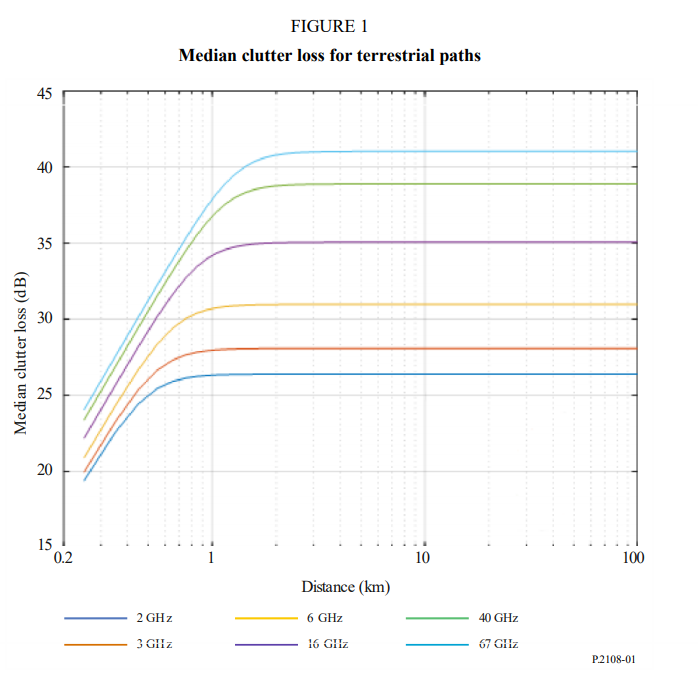 FIGURE 1
Median clutter loss for terrestrial paths
Median clutter loss (dB)
45
40
35
30
25
20
15
0.2 1 10 100
Distance (km)
2 GHz 6 GHz 40 GHz
3 GHz 16 GHz 67 GHz
P.2108-01